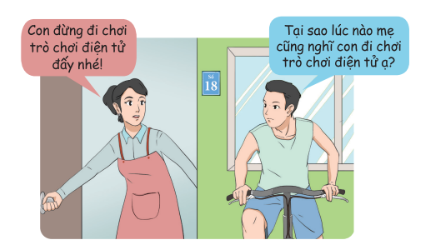 Con đừng đi chơi
trò chơi điện tử
đấy nhé!
Tại sao lúc nào mẹ
cũng nghĩ con đi chơi
trò chơi điện tử ạ?
Số
18